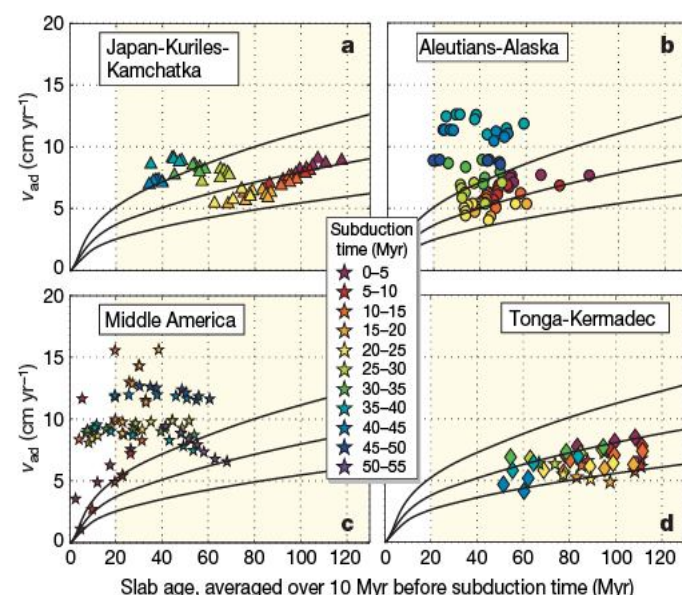 20
15
10
5
0
v_ad (cm yr⁻¹)
Japan-Kuriles-
Kamchatka
a
Aleutians-Alaska
b
20
15
10
5
0
v_ad (cm yr⁻¹)
Middle America
c
0 20 40 60 80 100 120
Subduction
time (Myr)
0–5
5–10
10–15
15–20
20–25
25–30
30–35
35–40
40–45
45–50
50–55
Tonga-Kermadec
d
0 20 40 60 80 100 120
Slab age, averaged over 10 Myr before subduction time (Myr)